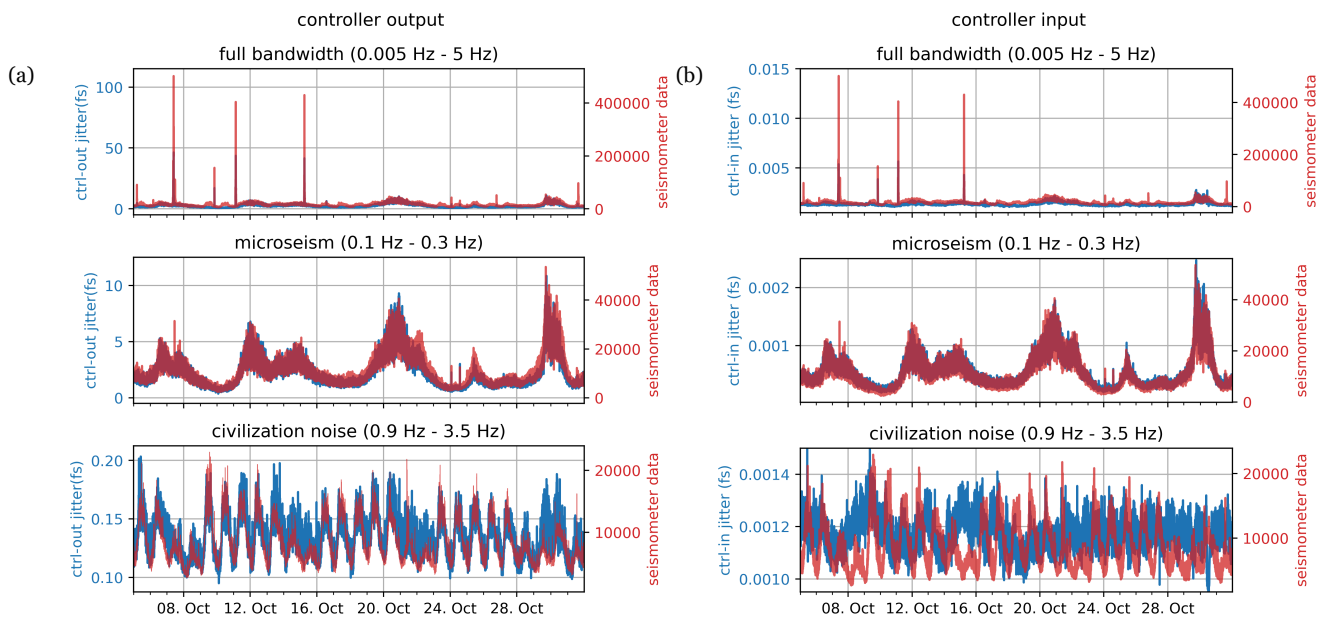 controller output
controller input
(a)
full bandwidth (0.005 Hz - 5 Hz)
ctrl-out jitter(fs)
100
50
0
400000
200000
0
seismometer data
microseism (0.1 Hz - 0.3 Hz)
ctrl-out jitter(fs)
10
5
0
40000
20000
0
seismometer data
civilization noise (0.9 Hz - 3.5 Hz)
ctrl-out jitter(fs)
0.20
0.15
0.10
20000
10000
seismometer data
08. Oct 12. Oct 16. Oct 20. Oct 24. Oct 28. Oct
(b)
full bandwidth (0.005 Hz - 5 Hz)
ctrl-in jitter (fs)
0.015
0.010
0.005
400000
200000
0
seismometer data
microseism (0.1 Hz - 0.3 Hz)
ctrl-in jitter (fs)
0.002
0.001
40000
20000
0
seismometer data
civilization noise (0.9 Hz - 3.5 Hz)
ctrl-in jitter (fs)
0.0014
0.0012
0.0010
20000
10000
seismometer data
08. Oct 12. Oct 16. Oct 20. Oct 24. Oct 28. Oct